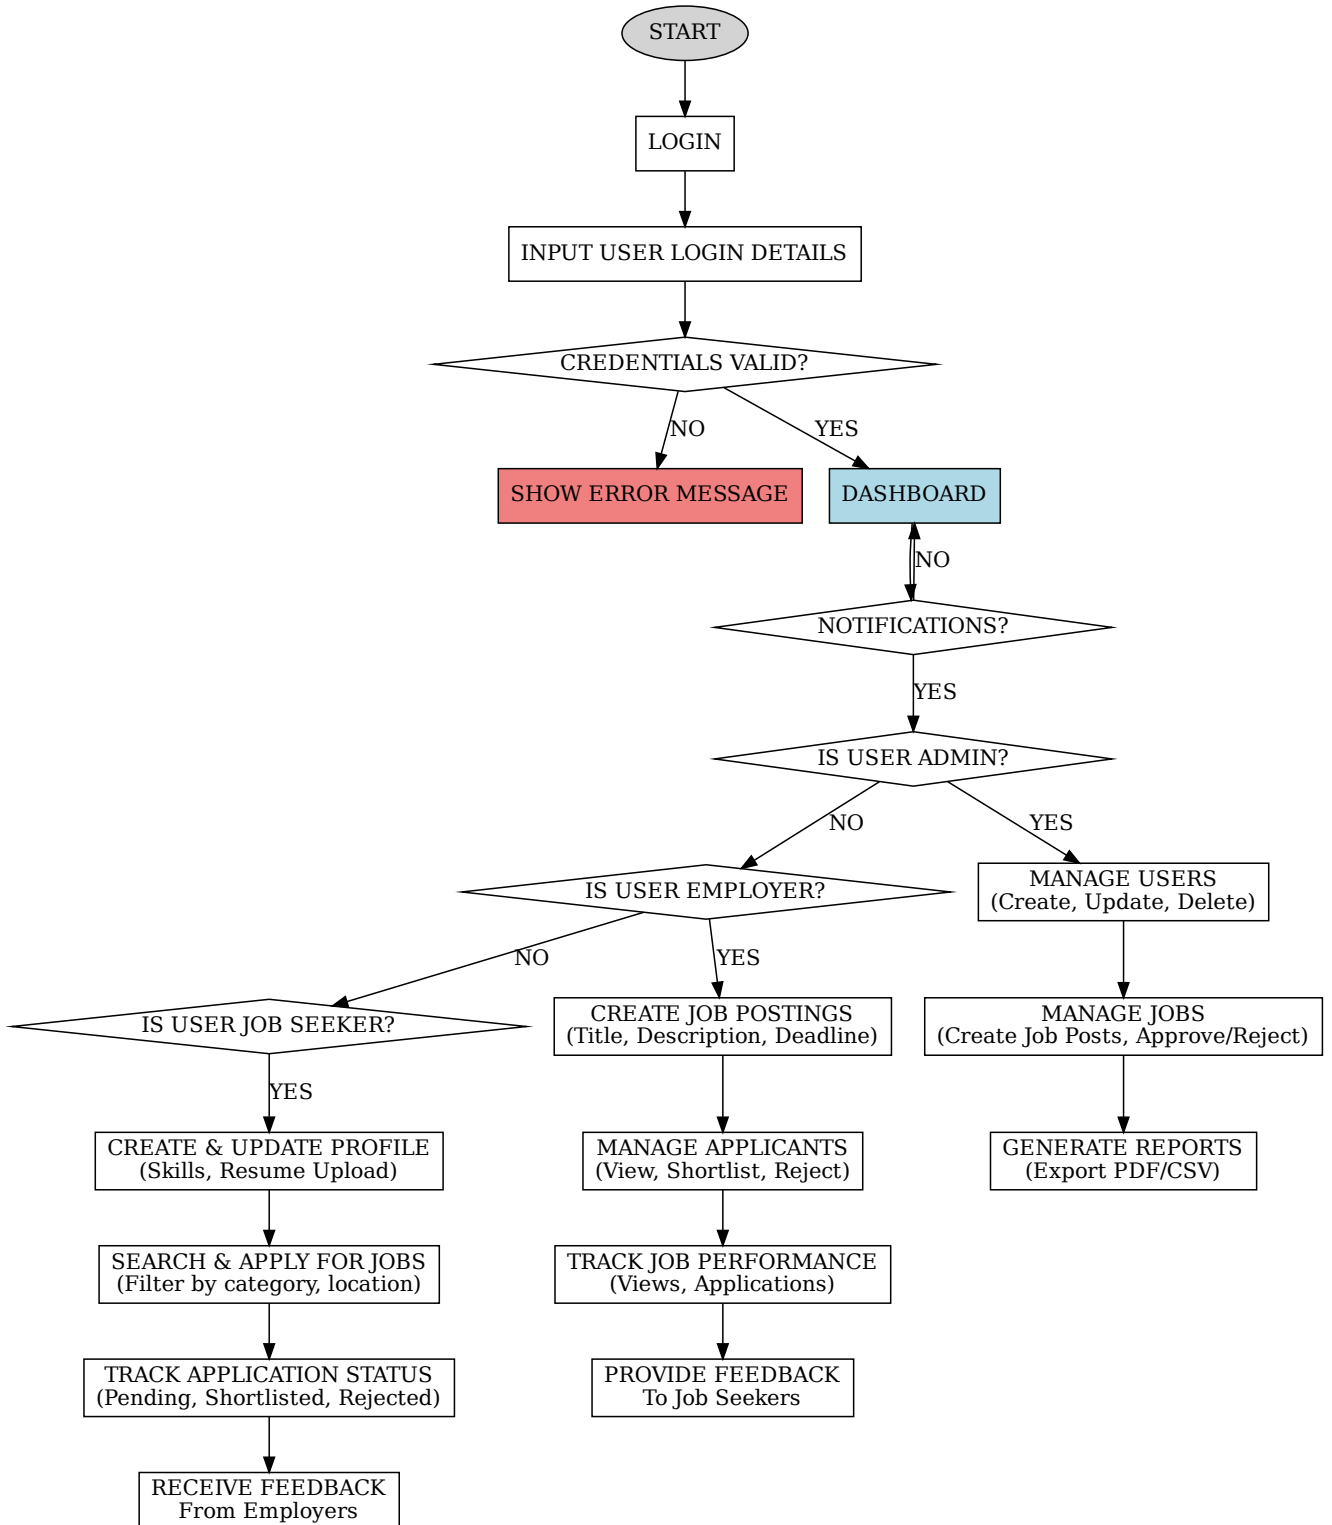 START
LOGIN
INPUT USER LOGIN DETAILS
CREDENTIALS VALID?
NO
YES
SHOW ERROR MESSAGE
DASHBOARD
NO
NOTIFICATIONS?
YES
IS USER ADMIN?
NO
YES
IS USER EMPLOYER?
MANAGE USERS
(Create, Update, Delete)
NO
YES
IS USER JOB SEEKER?
CREATE JOB POSTINGS
(Title, Description, Deadline)
MANAGE JOBS
(Create Job Posts, Approve/Reject)
YES
CREATE & UPDATE PROFILE
(Skills, Resume Upload)
MANAGE APPLICANTS
(View, Shortlist, Reject)
GENERATE REPORTS
(Export PDF/CSV)
SEARCH & APPLY FOR JOBS
(Filter by category, location)
TRACK JOB PERFORMANCE
(Views, Applications)
TRACK APPLICATION STATUS
(Pending, Shortlisted, Rejected)
PROVIDE FEEDBACK
To Job Seekers
RECEIVE FEEDBACK
From Employers